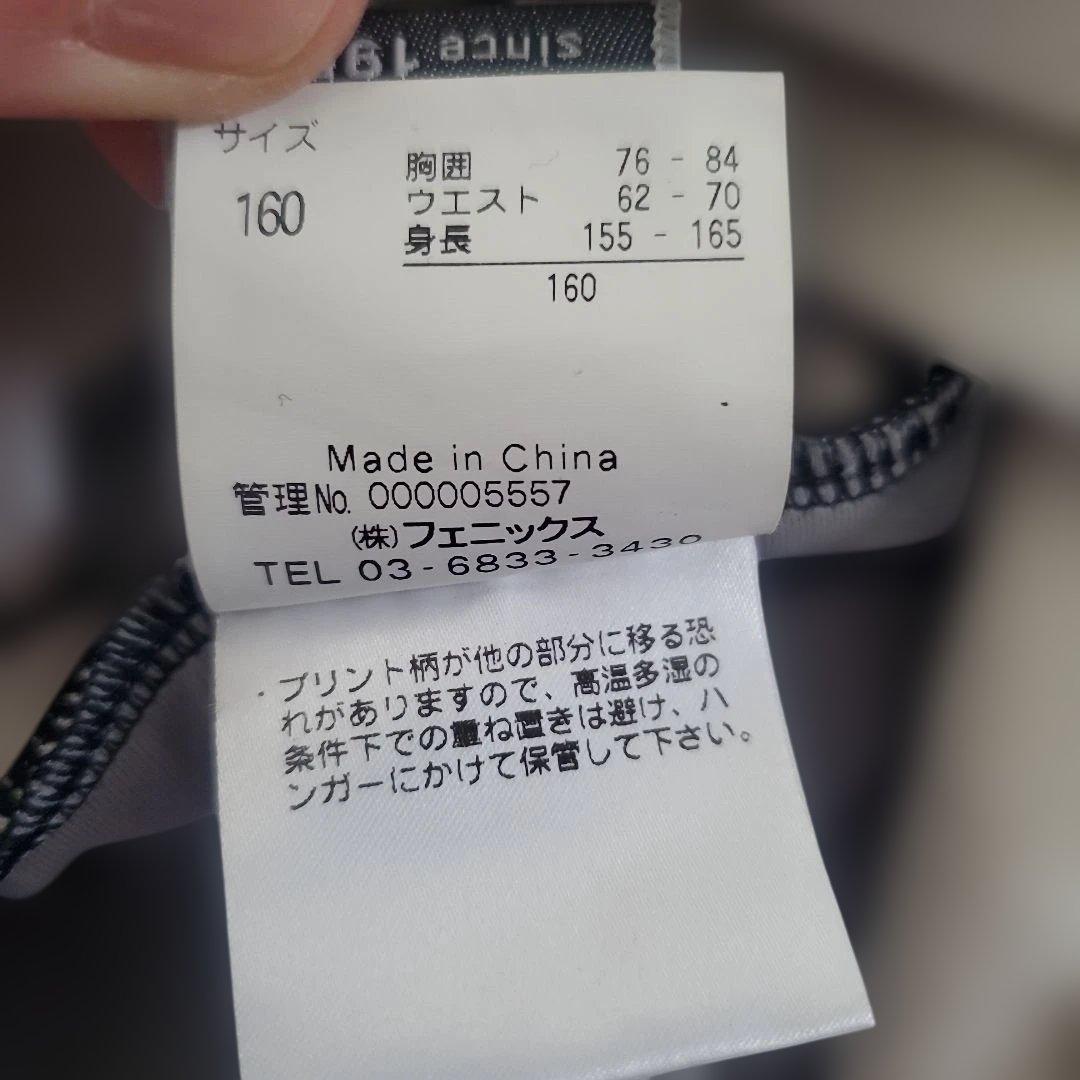 since 19
サイズ
160
胸囲 76 - 84
ウエスト 62 - 70
身長 155 - 165
160
Made in China
管理No. 000005557
(株)フェニックス
TEL 03-6833-3430
・プリント柄が他の部分に移る恐
れがありますので、高温多湿の
条件下での重ね置きは避け、ハ
ンガーにかけて保管して下さい。